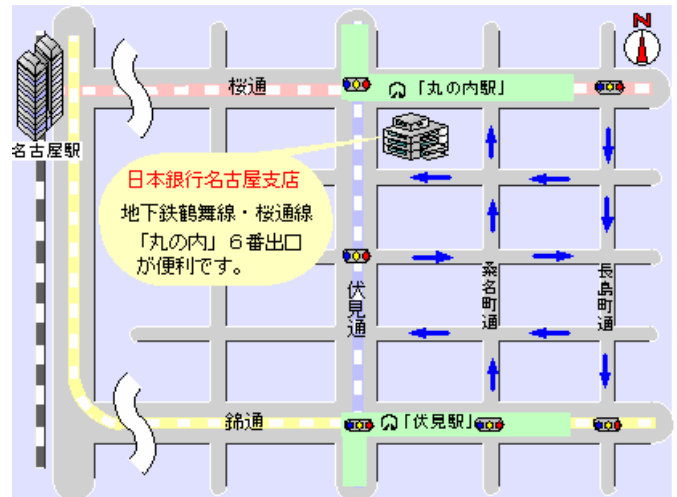 N
桜通
「丸の内駅」
名古屋駅
日本銀行名古屋支店
地下鉄鶴舞線・桜通線
「丸の内」6番出口
が便利です。
伏見通
桑名町通
長島町通
錦通
「伏見駅」